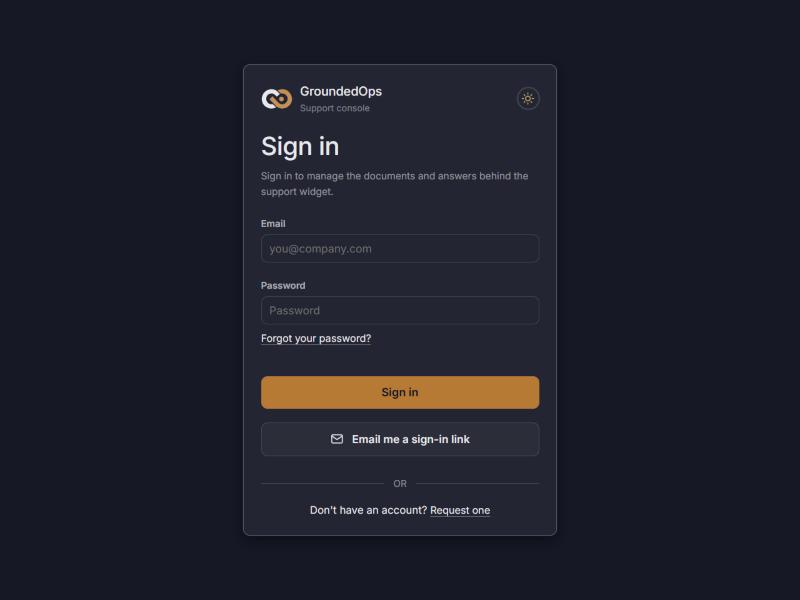 GroundedOps
Support console
Sign in
Sign in to manage the documents and answers behind the
support widget.
Email
you@company.com
Password
Password
Forgot your password?
Sign in
Email me a sign-in link
OR
Don't have an account? Request one